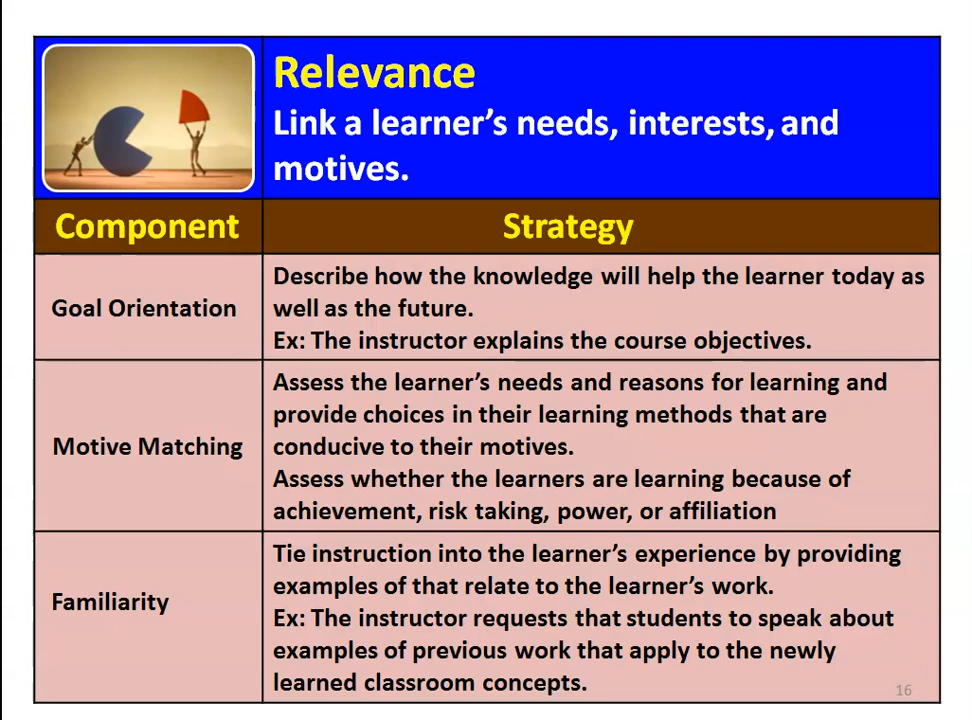 Relevance
Link a learner's needs, interests, and
motives.
Component
Strategy
Goal Orientation
Describe how the knowledge will help the learner today as
well as the future.
Ex: The instructor explains the course objectives.
Motive Matching
Assess the learner's needs and reasons for learning and
provide choices in their learning methods that are
conducive to their motives.
Assess whether the learners are learning because of
achievement, risk taking, power, or affiliation
Familiarity
Tie instruction into the learner's experience by providing
examples of that relate to the learner's work.
Ex: The instructor requests that students to speak about
examples of previous work that apply to the newly
learned classroom concepts.
16